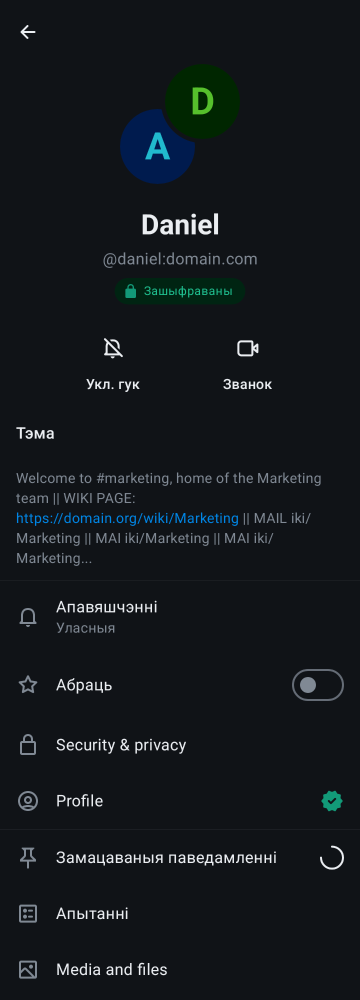 D
A
Daniel
@daniel:domain.com
Зашыфраваны
Укл. гук
Званок
Тэма
Welcome to #marketing, home of the Marketing
team || WIKI PAGE:
https://domain.org/wiki/Marketing || MAIL iki/
Marketing || MAI iki/Marketing || MAI iki/
Marketing...
Апавяшчэнні
Уласныя
Абраць
Security & privacy
Profile
Замацаваныя паведамленні
Апытанні
Media and files